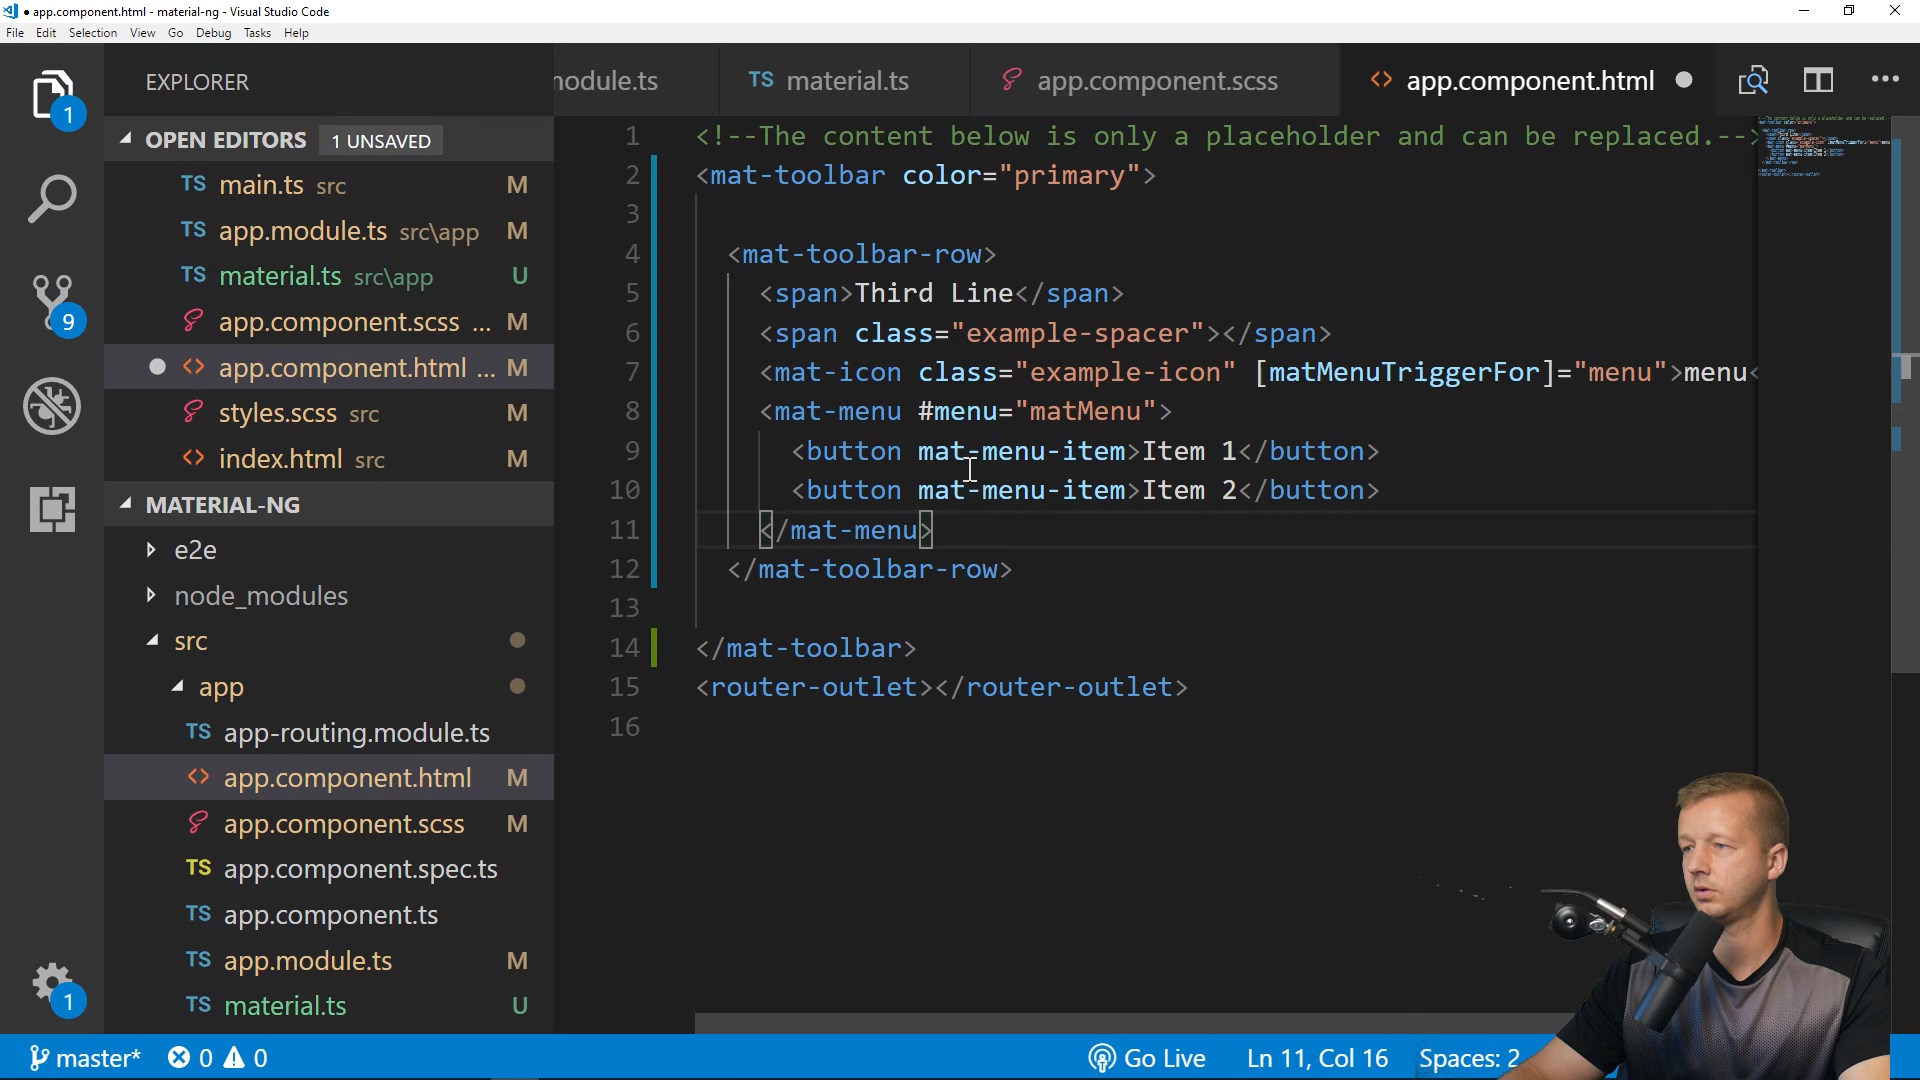 app.component.html - material-ng - Visual Studio Code
File Edit Selection View Go Debug Tasks Help
EXPLORER
OPEN EDITORS 1 UNSAVED
TS main.ts src M
TS app.module.ts src\app M
TS material.ts src\app U
app.component.scss ... M
<> app.component.html ... M
styles.scss src M
<> index.html src M
MATERIAL-NG
e2e
node_modules
src
app
TS app-routing.module.ts
<> app.component.html M
app.component.scss M
TS app.component.spec.ts
TS app.component.ts
TS app.module.ts M
TS material.ts U
1
9
1
nodule.ts TS material.ts app.component.scss <> app.component.html
1 <!--The content below is only a placeholder and can be replaced.-->
2 <mat-toolbar color="primary">
3
4 <mat-toolbar-row>
5 <span>Third Line</span>
6 <span class="example-spacer"></span>
7 <mat-icon class="example-icon" [matMenuTriggerFor]="menu">menu<
8 <mat-menu #menu="matMenu">
9 <button mat-menu-item>Item 1</button>
10 <button mat-menu-item>Item 2</button>
11 </mat-menu>
12 </mat-toolbar-row>
13
14 </mat-toolbar>
15 <router-outlet></router-outlet>
16
master* 0 0 Go Live Ln 11, Col 16 Spaces: 2